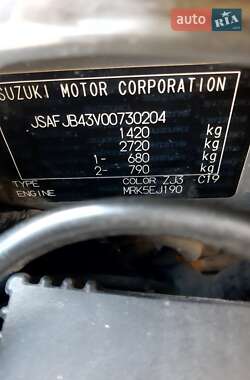 AUTO RIA
SUZUKI MOTOR CORPORATION
JSAFJB43V00730204
1420 kg
2720 kg
1- 680 kg
2- 790 kg
TYPE COLOR ZJ3 CT9
ENGINE MRK5EJ190